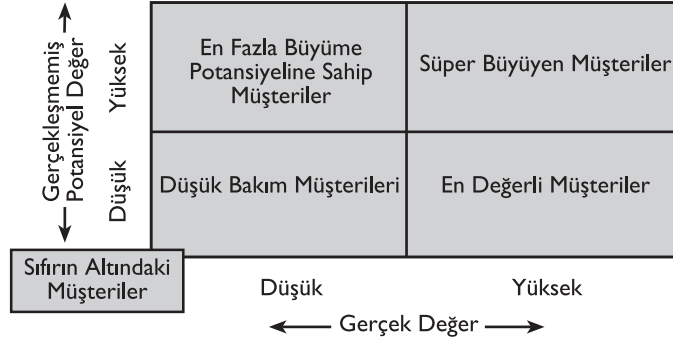 Gerçekleşmemiş
Potansiyel Değer
Yüksek
Düşük
En Fazla Büyüme
Potansiyeline Sahip
Müşteriler
Süper Büyüyen Müşteriler
Düşük Bakım Müşterileri
En Değerli Müşteriler
Sıfırın Altındaki
Müşteriler
Düşük
Yüksek
Gerçek Değer